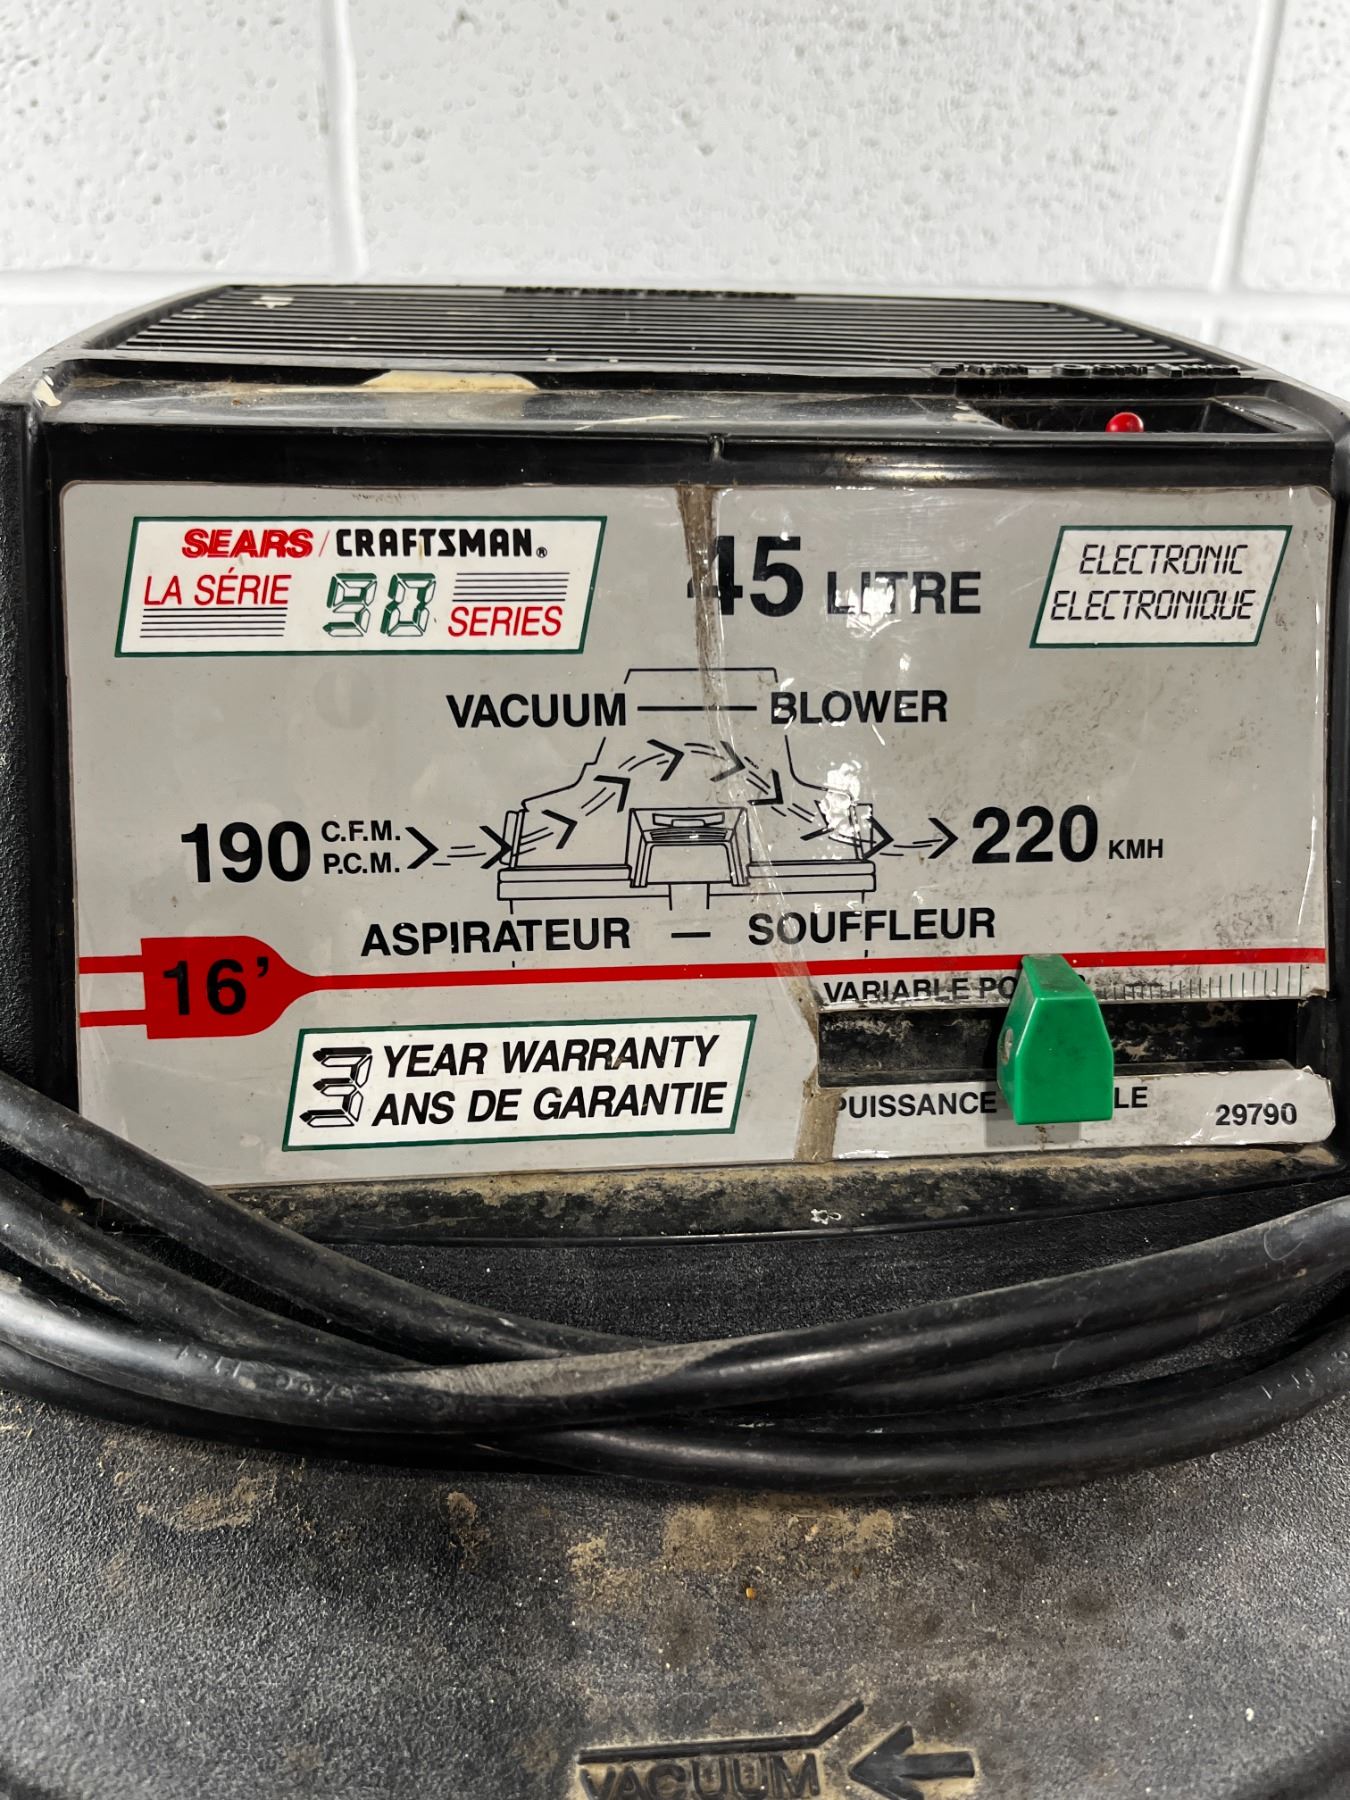 SEARS/CRAFTSMAN®
LA SÉRIE 90 SERIES
45 LITRE
ELECTRONIC
ELECTRONIQUE
VACUUM — BLOWER
190 C.F.M.
P.C.M.
220 KMH
ASPIRATEUR — SOUFFLEUR
16'
VARIABLE
3 YEAR WARRANTY
ANS DE GARANTIE
PUISSANCE
29790
VACUUM